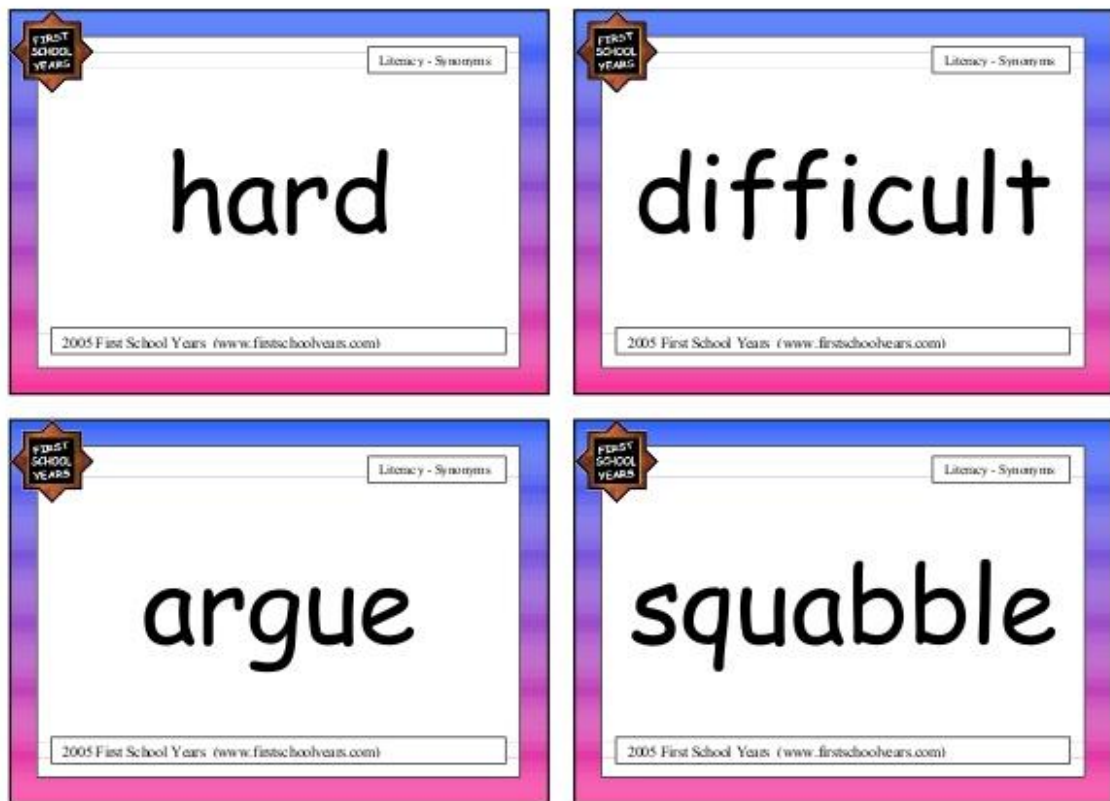 FIRST
SCHOOL
YEARS
Literacy - Synonyms
hard
2005 First School Years (www.firstschoolyears.com)
FIRST
SCHOOL
YEARS
Literacy - Synonyms
difficult
2005 First School Years (www.firstschoolyears.com)
FIRST
SCHOOL
YEARS
Literacy - Synonyms
argue
2005 First School Years (www.firstschoolyears.com)
FIRST
SCHOOL
YEARS
Literacy - Synonyms
squabble
2005 First School Years (www.firstschoolyears.com)